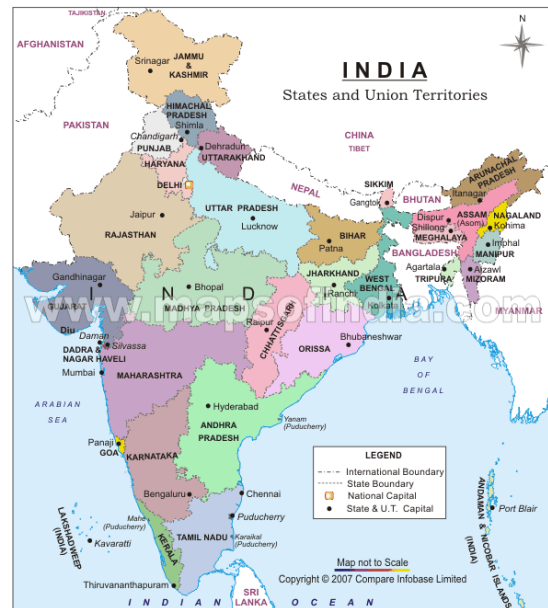 TAJIKISTAN
AFGHANISTAN
JAMMU
&
KASHMIR
Srinagar
INDIA
States and Union Territories
HIMACHAL
PRADESH
Shimla
PAKISTAN
Chandigarh
PUNJAB
Dehradun
UTTARAKHAND
CHINA
TIBET
HARYANA
DELHI
NEPAL
SIKKIM
Gangtok
BHUTAN
ARUNACHAL
PRADESH
Itanagar
Jaipur
RAJASTHAN
UTTAR PRADESH
Lucknow
BIHAR
Patna
Dispur
ASSAM
(Asom)
Shillong
MEGHALAYA
NAGALAND
Kohima
Imphal
MANIPUR
BANGLADESH
Agartala
TRIPURA
Aizawl
MIZORAM
Gandhinagar
GUJARAT
Bhopal
MADHYA PRADESH
JHARKHAND
Ranchi
WEST
BENGAL
Kolkata
I N D I A
www.mapsofindia.com
MYANMAR
Diu
Daman
Silvassa
DADRA &
NAGAR HAVELI
Raipur
CHHATTISGARH
ORISSA
Bhubaneshwar
Mumbai
MAHARASHTRA
BAY
OF
BENGAL
ARABIAN
SEA
Hyderabad
ANDHRA
PRADESH
Yanam
(Puducherry)
Panaji
GOA
KARNATAKA
LEGEND
International Boundary
State Boundary
National Capital
State & U.T. Capital
Bengaluru
Chennai
Mahe
(Puducherry)
Puducherry
LAKSHADWEEP
(INDIA)
Kavaratti
KERALA
TAMIL NADU
Karaikal
(Puducherry)
ANDAMAN & NICOBAR ISLANDS
(INDIA)
Port Blair
Map not to Scale
Copyright © 2007 Compare Infobase Limited
Thiruvananthapuram
SRI
LANKA
INDIAN OCEAN